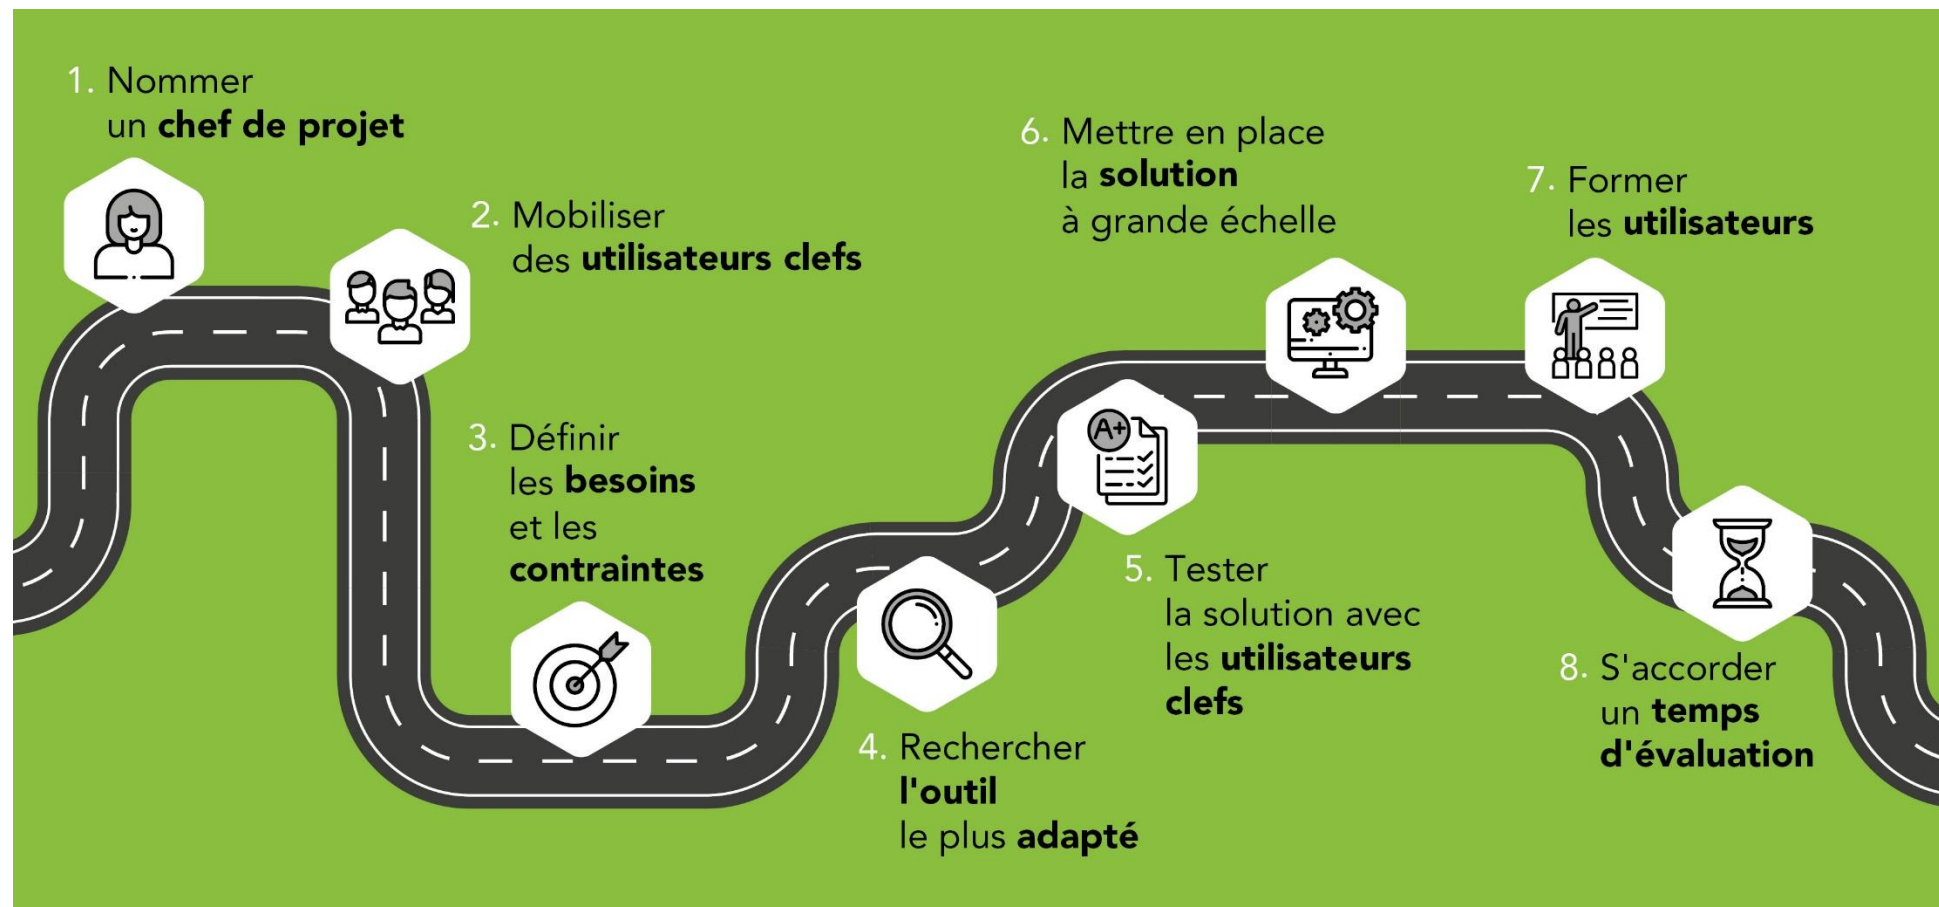 1. Nommer
un chef de projet
2. Mobiliser
des utilisateurs clefs
3. Définir
les besoins
et les
contraintes
4. Rechercher
l'outil
le plus adapté
5. Tester
la solution avec
les utilisateurs
clefs
A+
6. Mettre en place
la solution
à grande échelle
7. Former
les utilisateurs
8. S'accorder
un temps
d'évaluation